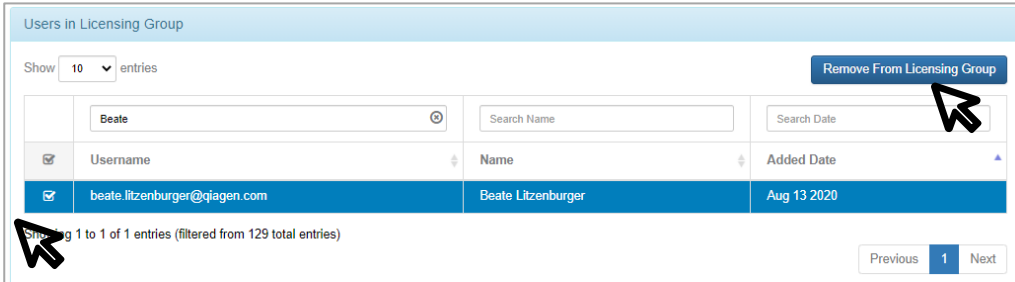 Users in Licensing Group
Show 10 entries
Remove From Licensing Group
Beate Search Name Search Date
Username Name Added Date
beate.litzenburger@qiagen.com Beate Litzenburger Aug 13 2020
Showing 1 to 1 of 1 entries (filtered from 129 total entries)
Previous 1 Next